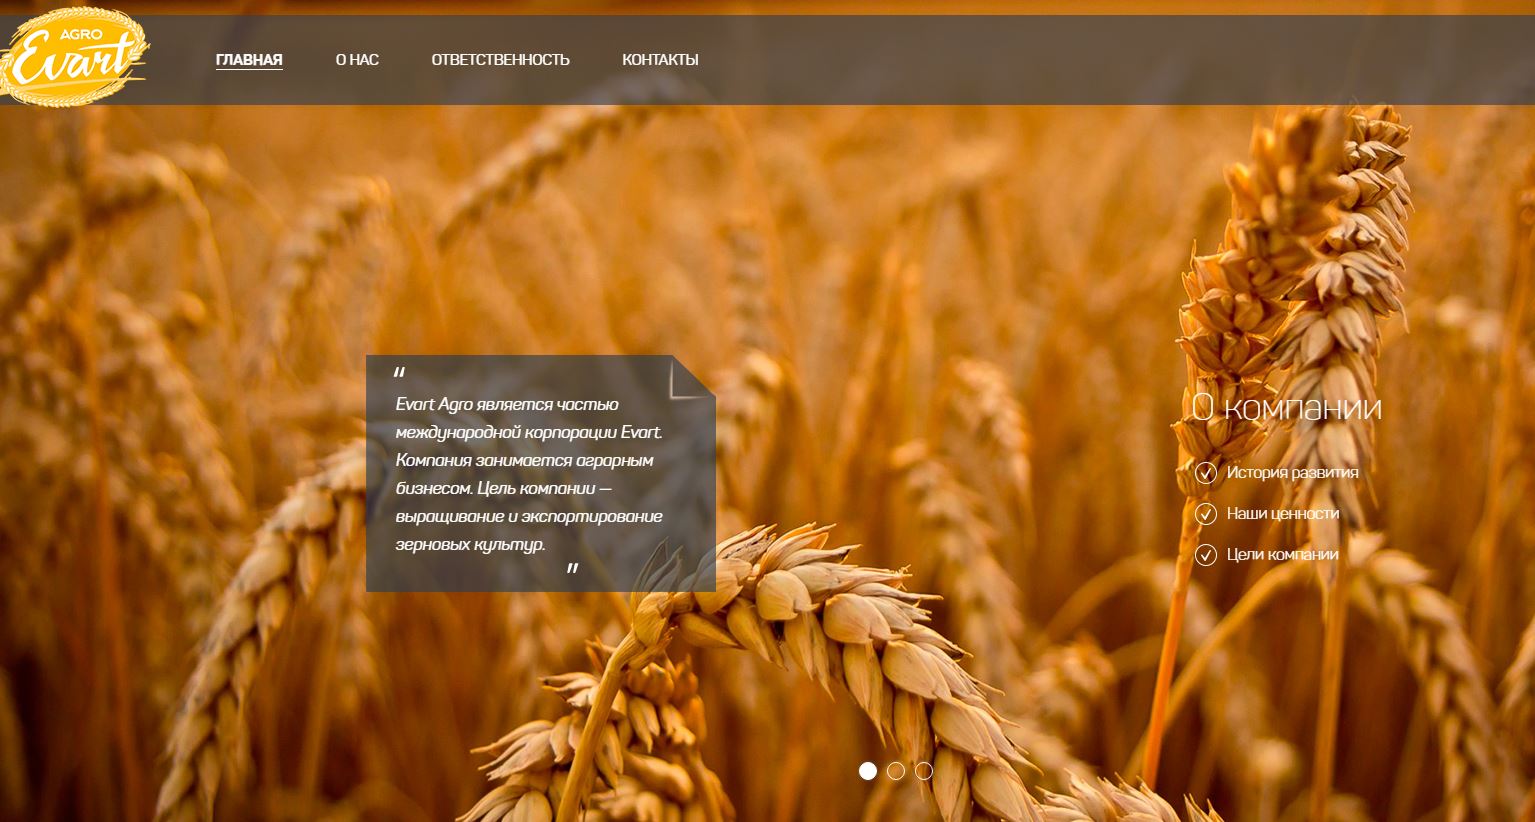 AGRO
Evart
ГЛАВНАЯ
О НАС
ОТВЕТСТВЕННОСТЬ
КОНТАКТЫ
“
Evart Agro является частью
международной корпорации Evart.
Компания занимается аграрным
бизнесом. Цель компании —
выращивание и экспортирование
зерновых культур.
”
О компании
История развития
Наши ценности
Цели компании